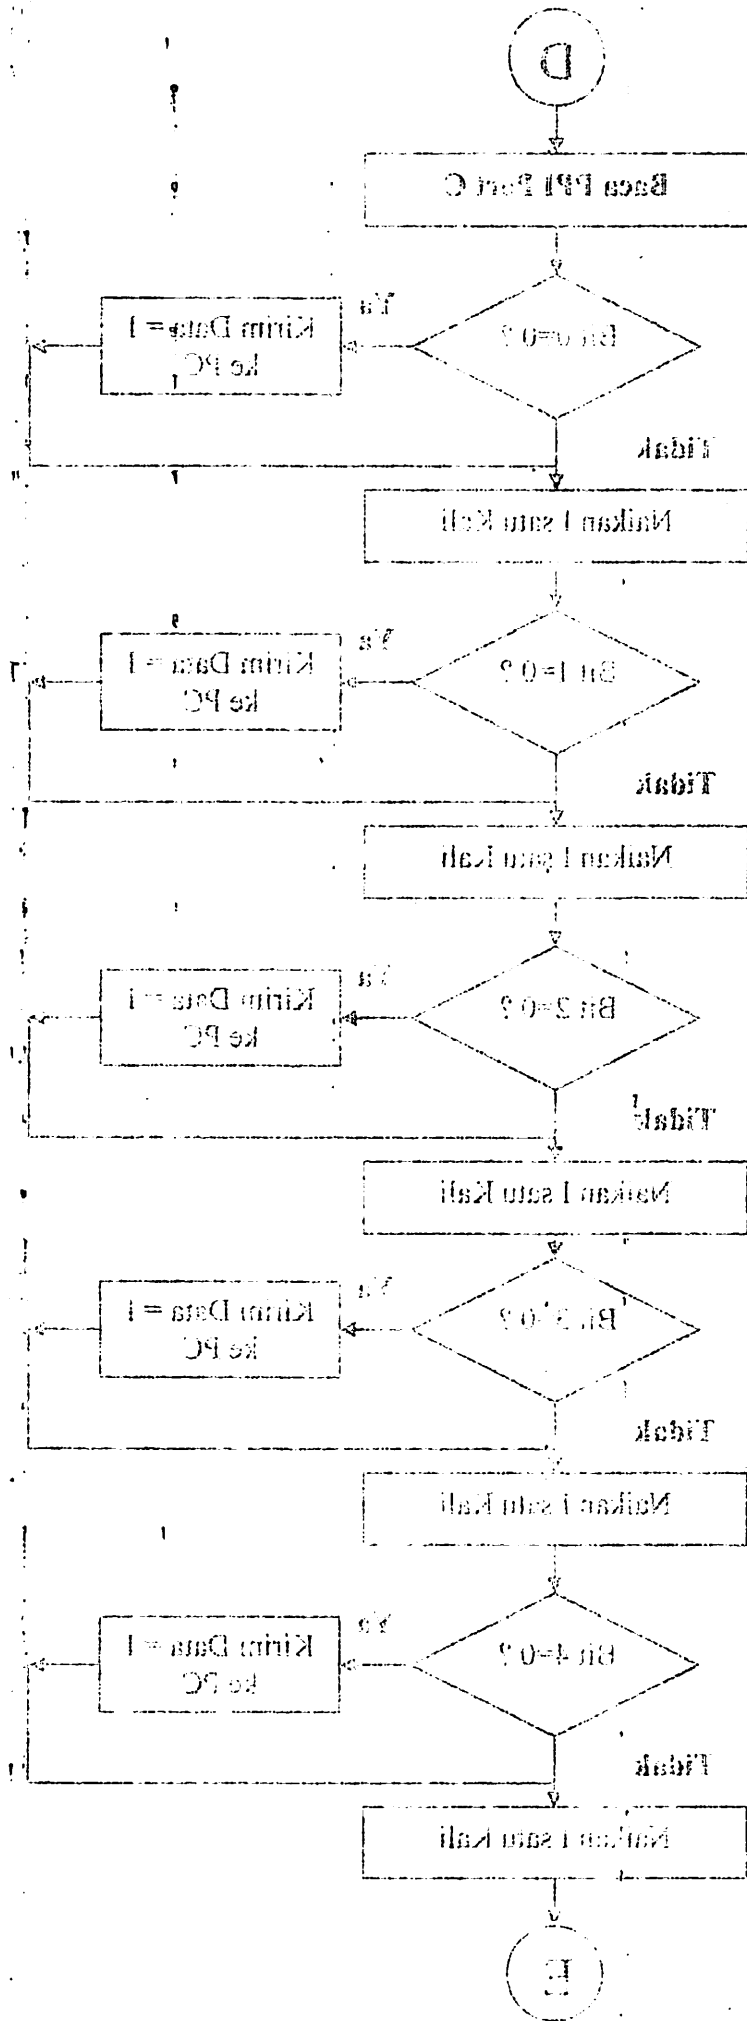 D
Baca PPI Port C
Bit 0=0 ?
Ya
Kirim Data = 1
ke PC
Tidak
Naikan I satu Kali
Bit 1=0 ?
Ya
Kirim Data = 1
ke PC
Tidak
Naikan I satu Kali
Bit 2=0 ?
Ya
Kirim Data = 1
ke PC
Tidak
Naikan I satu Kali
Bit 3=0 ?
Ya
Kirim Data = 1
ke PC
Tidak
Naikan I satu Kali
Bit 4=0 ?
Ya
Kirim Data = 1
ke PC
Tidak
Naikan I satu Kali
E